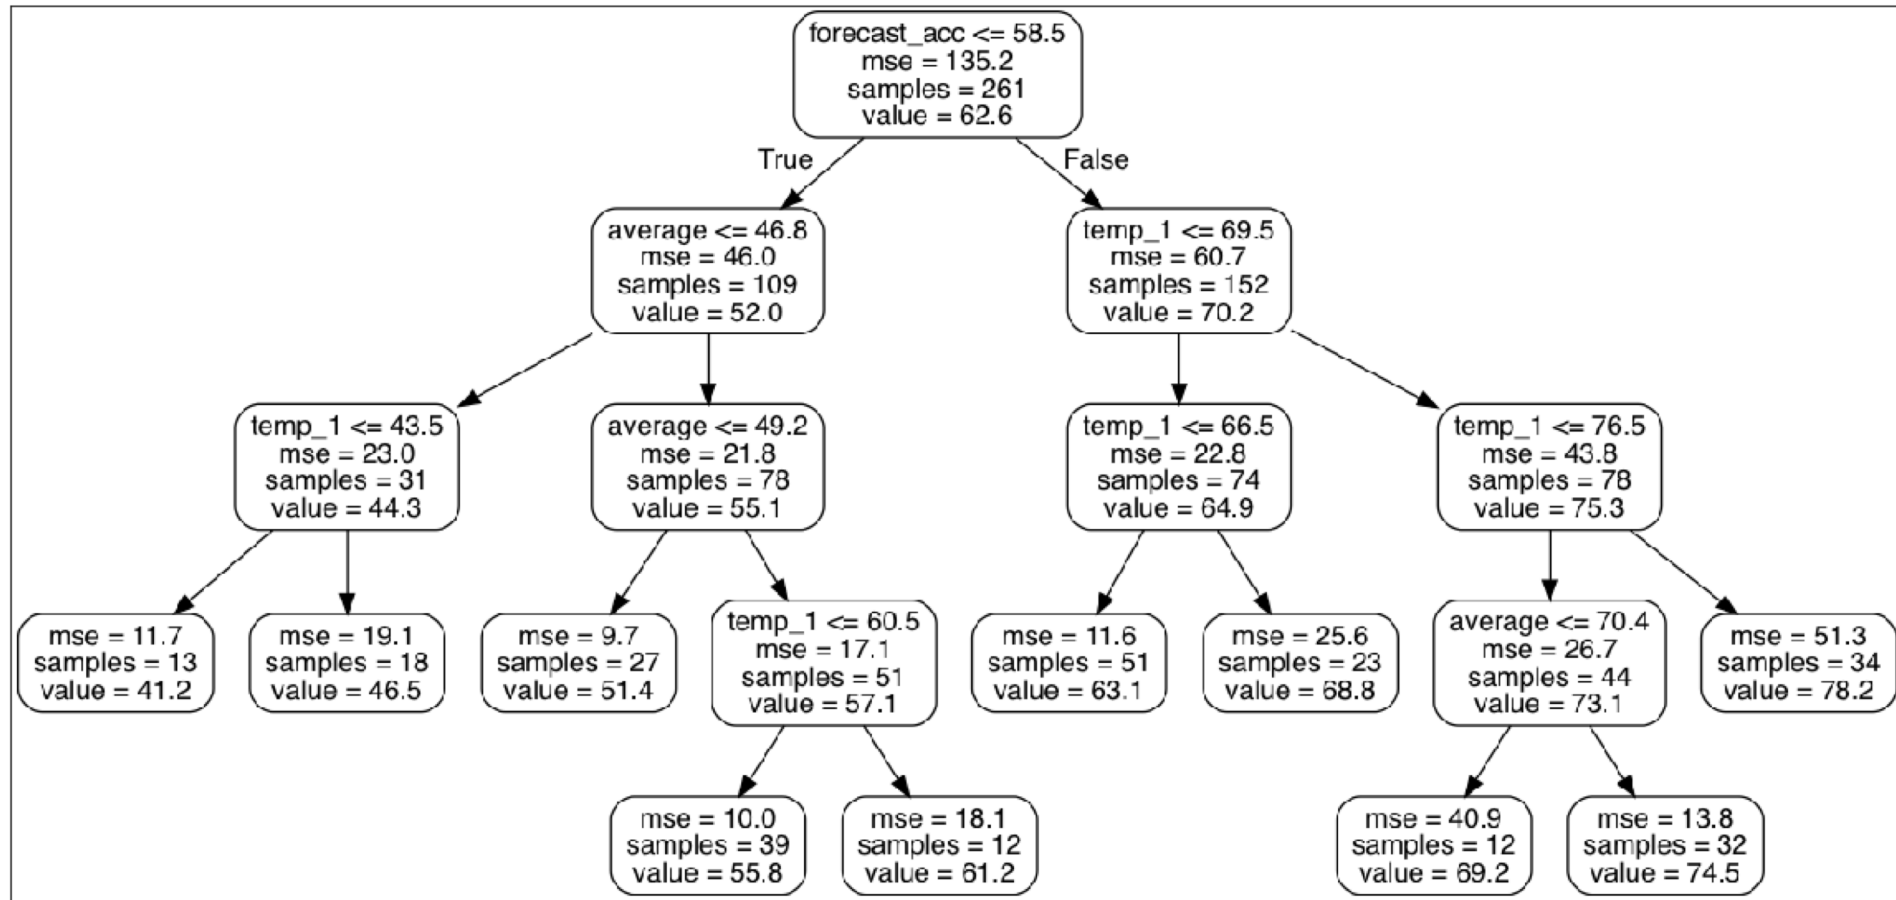 forecast_acc <= 58.5
mse = 135.2
samples = 261
value = 62.6
True
False
average <= 46.8
mse = 46.0
samples = 109
value = 52.0
temp_1 <= 69.5
mse = 60.7
samples = 152
value = 70.2
temp_1 <= 43.5
mse = 23.0
samples = 31
value = 44.3
average <= 49.2
mse = 21.8
samples = 78
value = 55.1
temp_1 <= 66.5
mse = 22.8
samples = 74
value = 64.9
temp_1 <= 76.5
mse = 43.8
samples = 78
value = 75.3
mse = 11.7
samples = 13
value = 41.2
mse = 19.1
samples = 18
value = 46.5
mse = 9.7
samples = 27
value = 51.4
temp_1 <= 60.5
mse = 17.1
samples = 51
value = 57.1
mse = 11.6
samples = 51
value = 63.1
mse = 25.6
samples = 23
value = 68.8
average <= 70.4
mse = 26.7
samples = 44
value = 73.1
mse = 51.3
samples = 34
value = 78.2
mse = 10.0
samples = 39
value = 55.8
mse = 18.1
samples = 12
value = 61.2
mse = 40.9
samples = 12
value = 69.2
mse = 13.8
samples = 32
value = 74.5